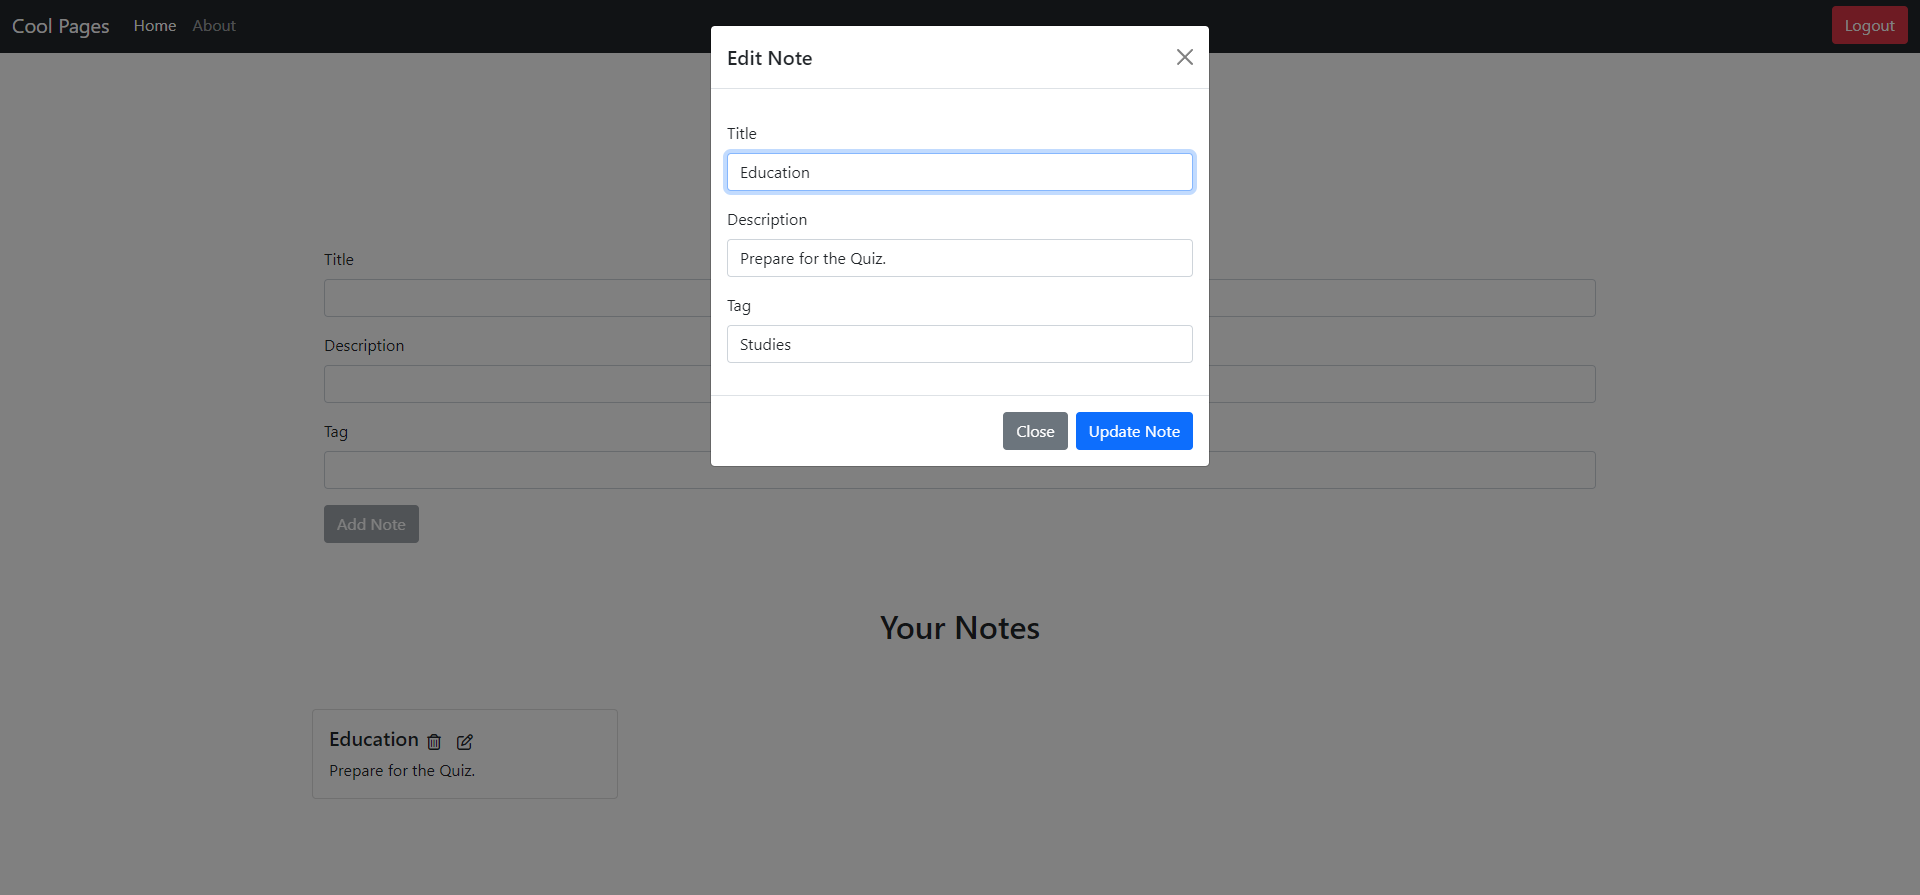 Cool Pages Home About Logout
Edit Note
Title
Education
Description
Prepare for the Quiz.
Tag
Studies
Close Update Note
Title
Description
Tag
Add Note
Your Notes
Education
Prepare for the Quiz.